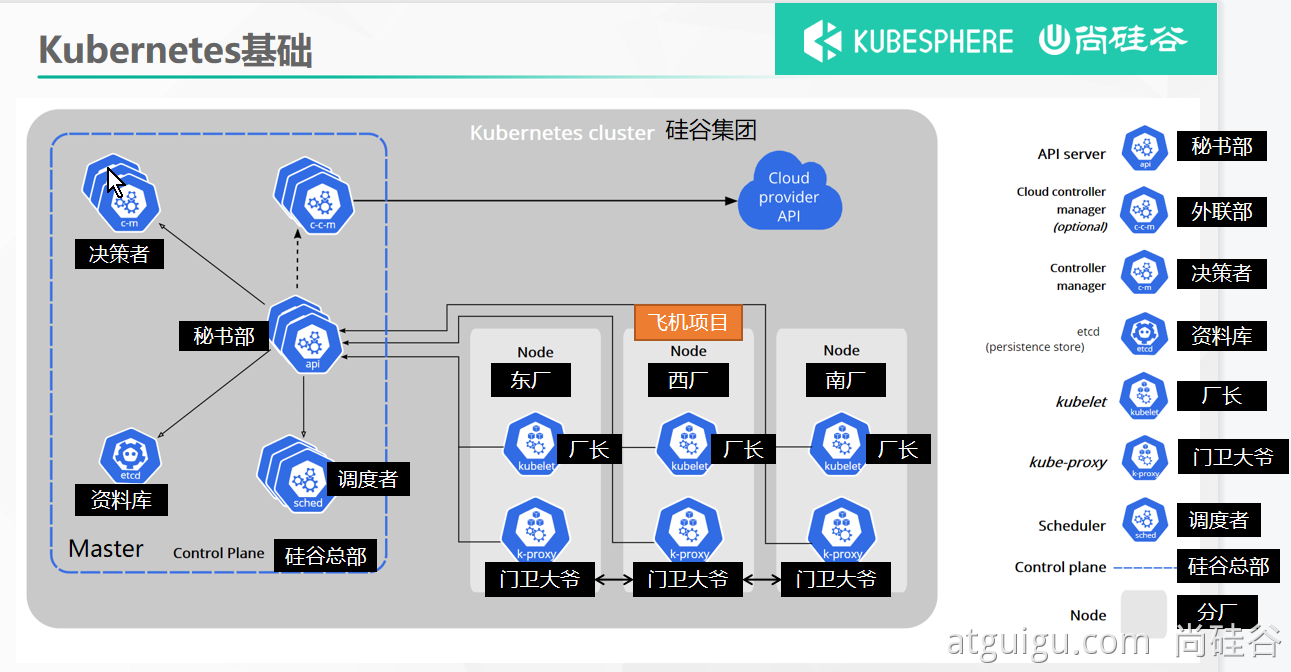 Kubernetes基础
KUBESPHERE
尚硅谷
Kubernetes cluster 硅谷集团
Cloud
provider
API
c-m
决策者
c-c-m
秘书部
api
etcd
资料库
sched
调度者
Master
Control Plane
硅谷总部
飞机项目
Node
东厂
Node
西厂
Node
南厂
kubelet
厂长
kubelet
厂长
kubelet
厂长
k-proxy
门卫大爷
k-proxy
门卫大爷
k-proxy
门卫大爷
API server
api
秘书部
Cloud controller
manager
(optional)
c-c-m
外联部
Controller
manager
c-m
决策者
etcd
(persistence store)
etcd
资料库
kubelet
kubelet
厂长
kube-proxy
k-proxy
门卫大爷
Scheduler
sched
调度者
Control plane
硅谷总部
Node
分厂
atguigu.com 尚硅谷